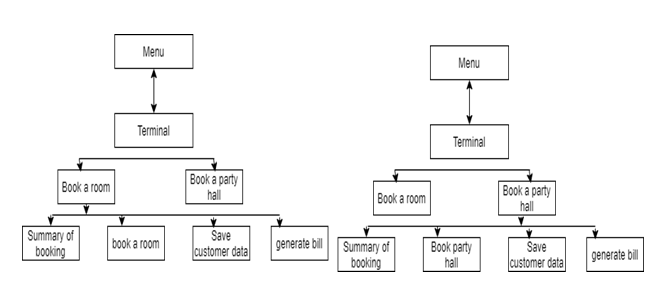 Menu
Terminal
Book a room
Book a party
hall
Summary of
booking
book a room
Save
customer data
generate bill
Menu
Terminal
Book a room
Book a party
hall
Summary of
booking
Book party
hall
Save
customer data
generate bill